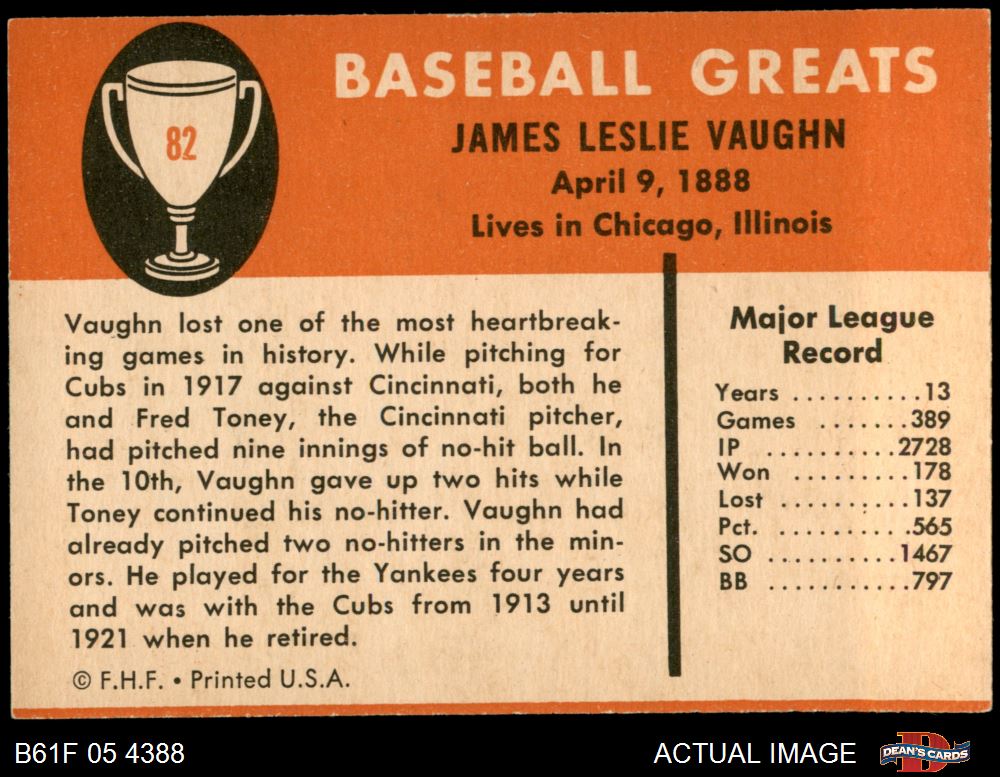 82
BASEBALL GREATS
JAMES LESLIE VAUGHN
April 9, 1888
Lives in Chicago, Illinois
Vaughn lost one of the most heartbreak-
ing games in history. While pitching for
Cubs in 1917 against Cincinnati, both he
and Fred Toney, the Cincinnati pitcher,
had pitched nine innings of no-hit ball. In
the 10th, Vaughn gave up two hits while
Toney continued his no-hitter. Vaughn had
already pitched two no-hitters in the min-
ors. He played for the Yankees four years
and was with the Cubs from 1913 until
1921 when he retired.
© F.H.F. • Printed U.S.A.
Major League
Record
Years ..........13
Games .......389
IP ..........2728
Won .........178
Lost .........137
Pct. .........565
SO ..........1467
BB ..........797
B61F 05 4388
ACTUAL IMAGE
D
DEAN'S CARDS